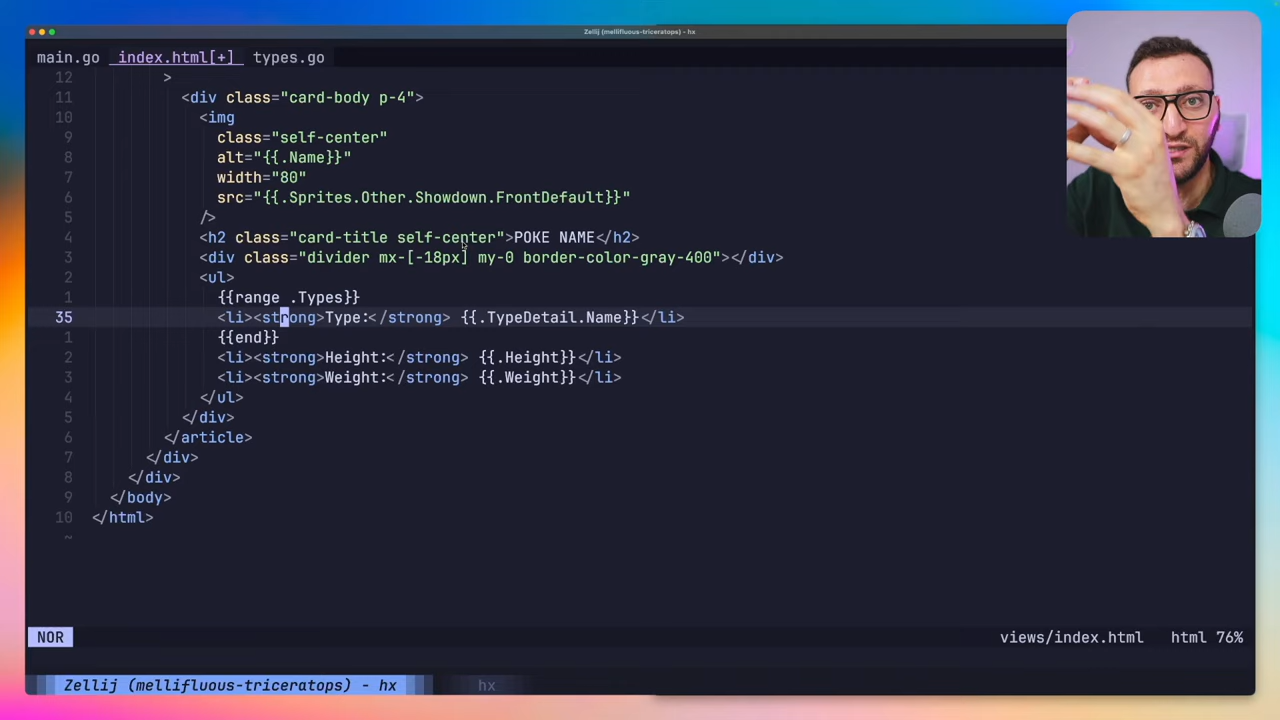 Zellij (mellifluous-triceratops) - hx
main.go index.html[+] types.go
12 >
11 <div class="card-body p-4">
10 <img
9 class="self-center"
8 alt="{{.Name}}"
7 width="80"
6 src="{{.Sprites.Other.Showdown.FrontDefault}}"
5 />
4 <h2 class="card-title self-center">POKE NAME</h2>
3 <div class="divider mx-[-18px] my-0 border-color-gray-400"></div>
2 <ul>
1 {{range .Types}}
35 <li><strong>Type:</strong> {{.TypeDetail.Name}}</li>
1 {{end}}
2 <li><strong>Height:</strong> {{.Height}}</li>
3 <li><strong>Weight:</strong> {{.Weight}}</li>
4 </ul>
5 </div>
6 </article>
7 </div>
8 </div>
9 </body>
10 </html>
~
NOR views/index.html html 76%
Zellij (mellifluous-triceratops) - hx hx